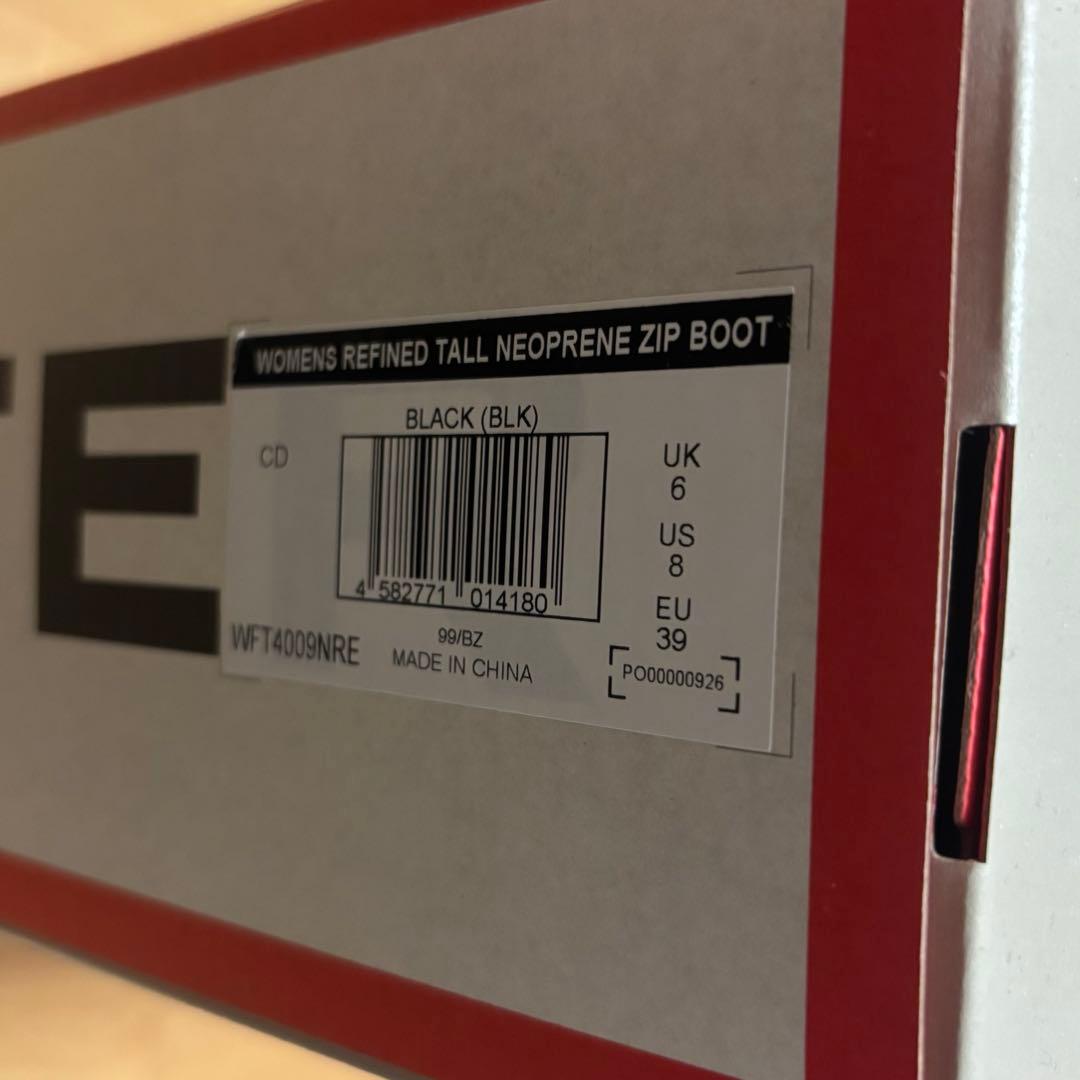 E
WOMENS REFINED TALL NEOPRENE ZIP BOOT
BLACK (BLK)
CD
4 582771 014180
UK
6
US
8
EU
39
WFT4009NRE
99/BZ
MADE IN CHINA
PO00000926